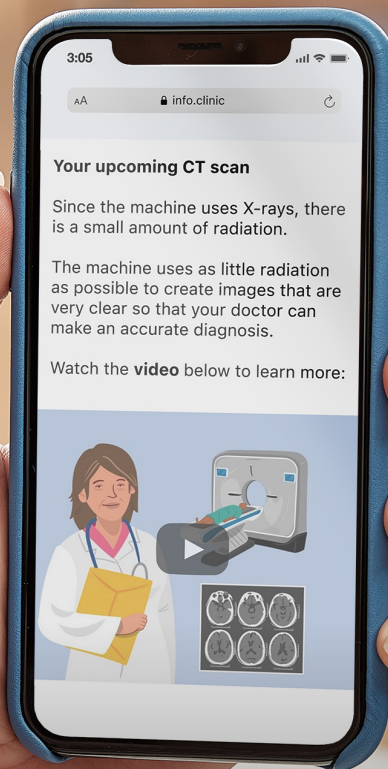 3:05
AA info.clinic
Your upcoming CT scan
Since the machine uses X-rays, there
is a small amount of radiation.
The machine uses as little radiation
as possible to create images that are
very clear so that your doctor can
make an accurate diagnosis.
Watch the video below to learn more: